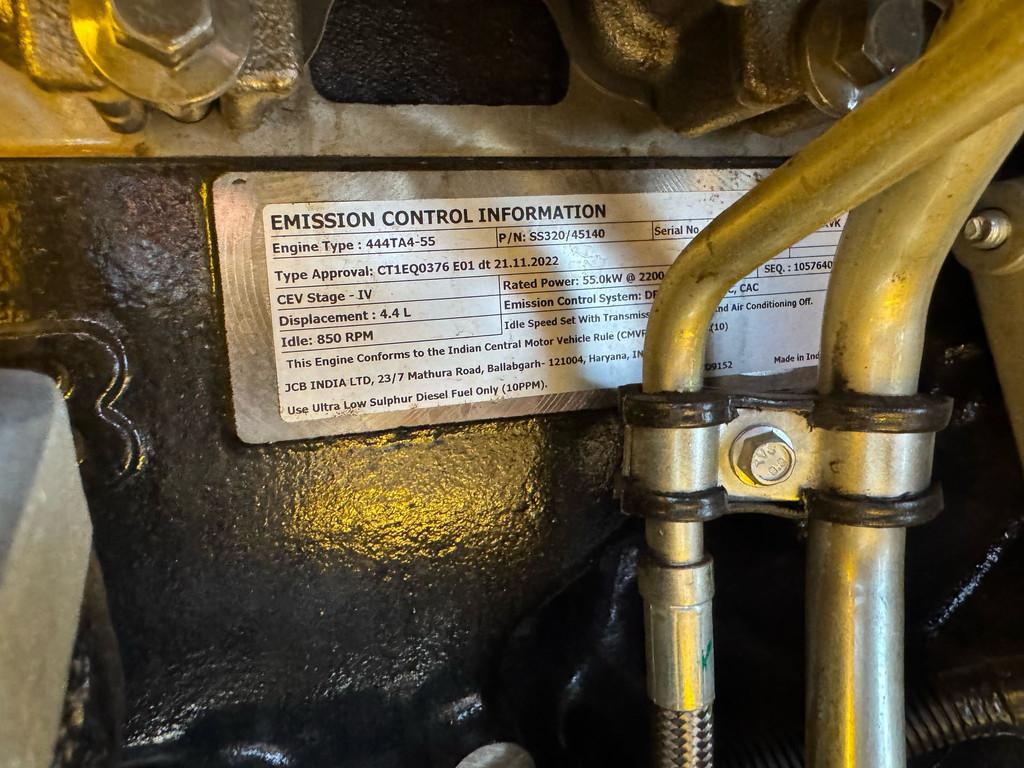 EMISSION CONTROL INFORMATION
Engine Type : 444TA4-55 P/N: SS320/45140 Serial No
Type Approval: CT1EQ0376 E01 dt 21.11.2022 SEQ. : 1057640
CEV Stage - IV Rated Power: 55.0kW @ 2200
Displacement : 4.4 L Emission Control System: , CAC
Idle: 850 RPM Idle Speed Set With nd Air Conditioning Off.
This Engine Conforms to the Indian Central Motor Vehicle Rule (10)
JCB INDIA LTD, 23/7 Mathura Road, Ballabgarh- 121004, Haryana, 09152 Made in
Use Ultra Low Sulphur Diesel Fuel Only (10PPM).